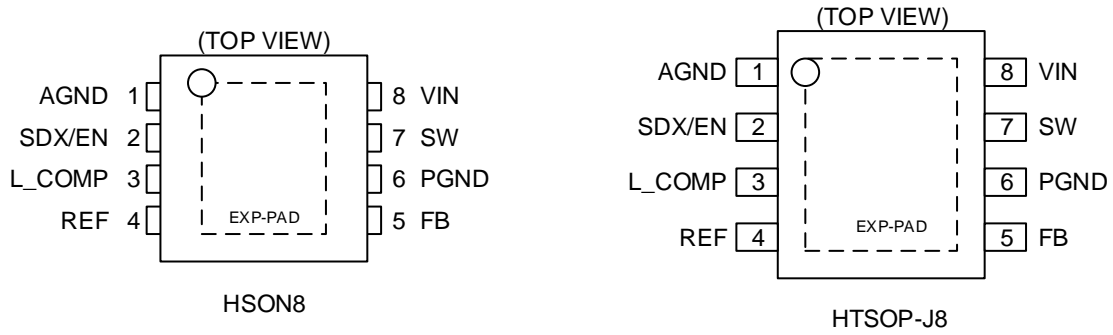 (TOP VIEW)
AGND 1 8 VIN
SDX/EN 2 7 SW
L_COMP 3 6 PGND
REF 4 5 FB
EXP-PAD
HSON8
(TOP VIEW)
AGND 1 8 VIN
SDX/EN 2 7 SW
L_COMP 3 6 PGND
REF 4 5 FB
EXP-PAD
HTSOP-J8